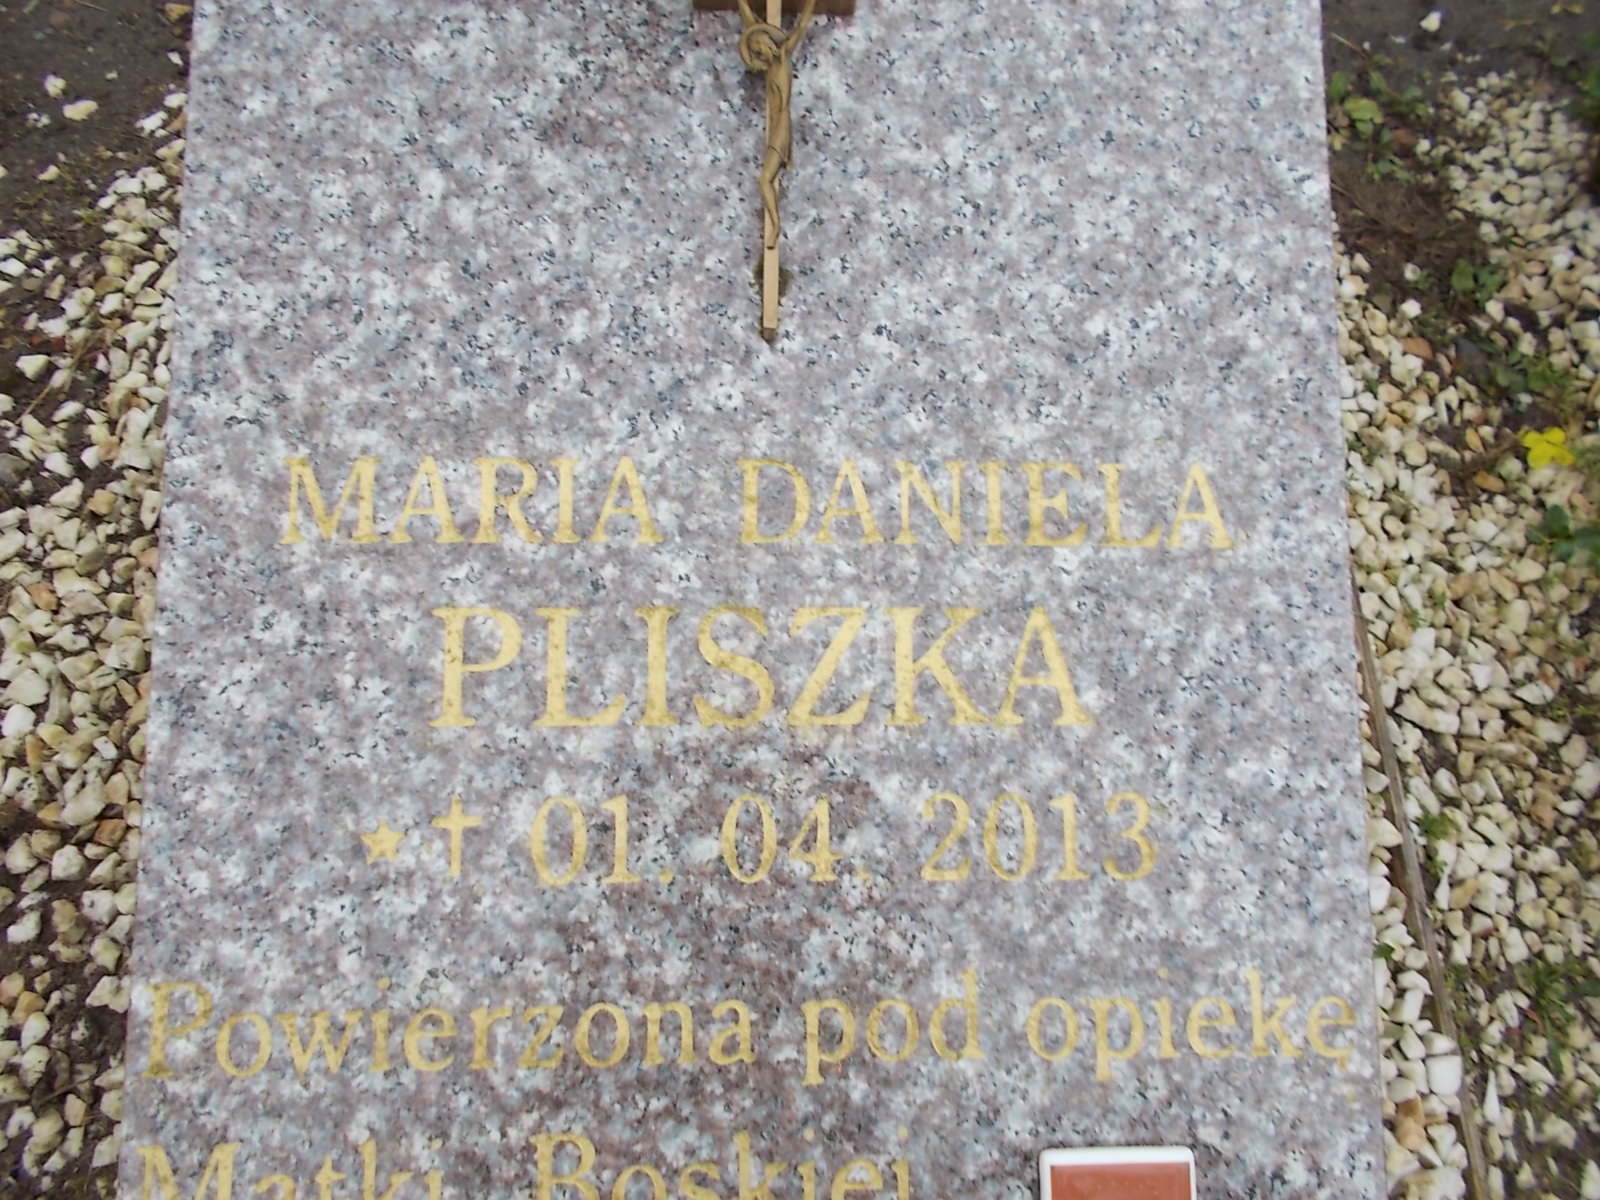 MARIA DANIELA
PLISZKA
★ † 01. 04. 2013
Powierzona pod opiekę
Matki Boskiej